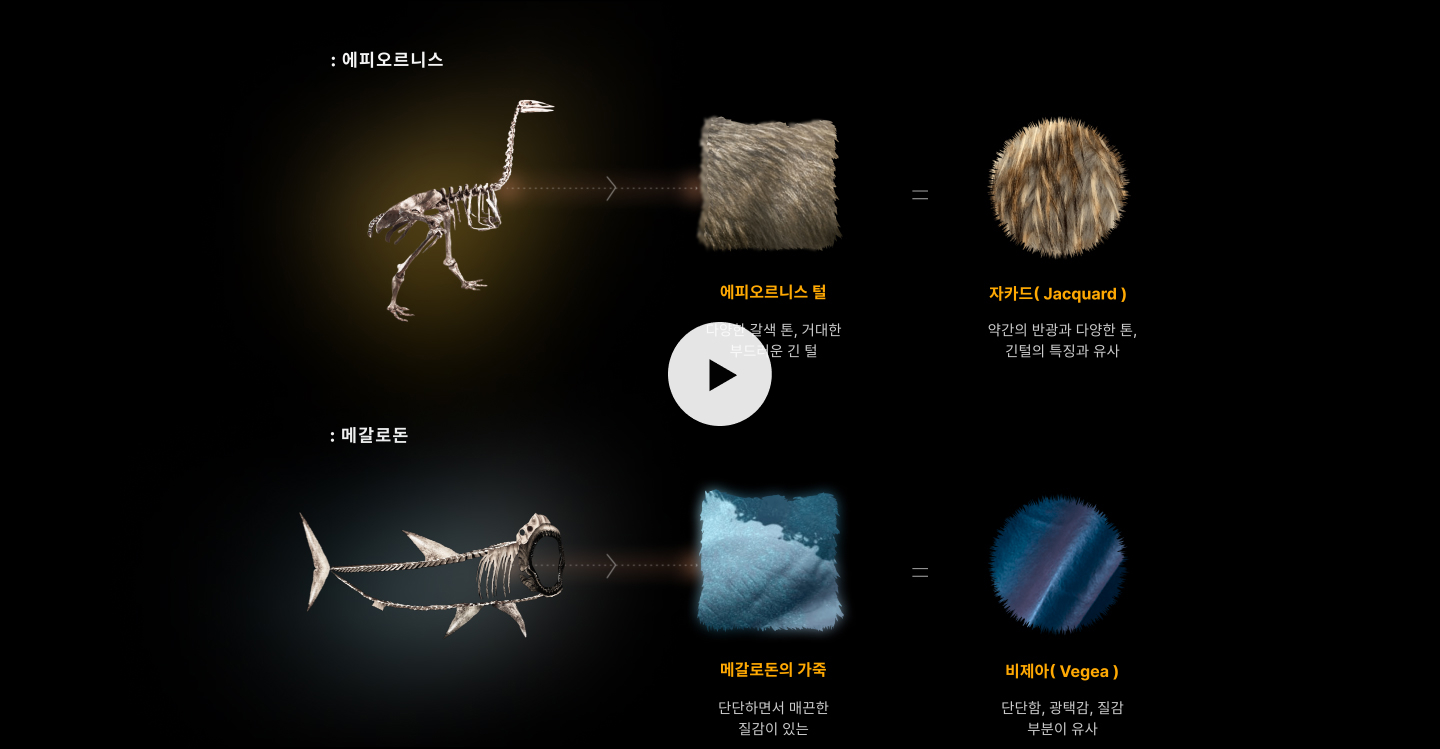 : 에피오르니스
에피오르니스 털
자카드( Jacquard )
다양한 갈색 톤, 거대한
부드러운 긴 털
약간의 반광과 다양한 톤,
긴털의 특징과 유사
: 메갈로돈
메갈로돈의 가죽
비제아( Vegea )
단단하면서 매끈한
질감이 있는
단단함, 광택감, 질감
부분이 유사